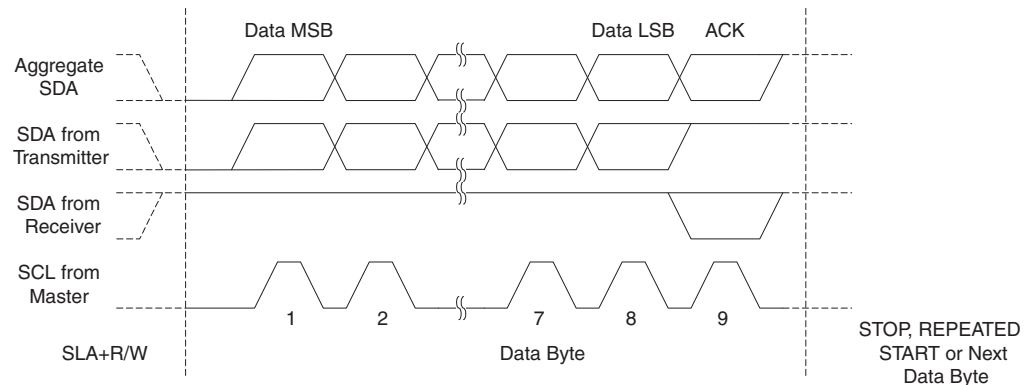 Data MSB
Data LSB
ACK
Aggregate
SDA
SDA from
Transmitter
SDA from
Receiver
SCL from
Master
1
2
7
8
9
SLA+R/W
Data Byte
STOP, REPEATED
START or Next
Data Byte